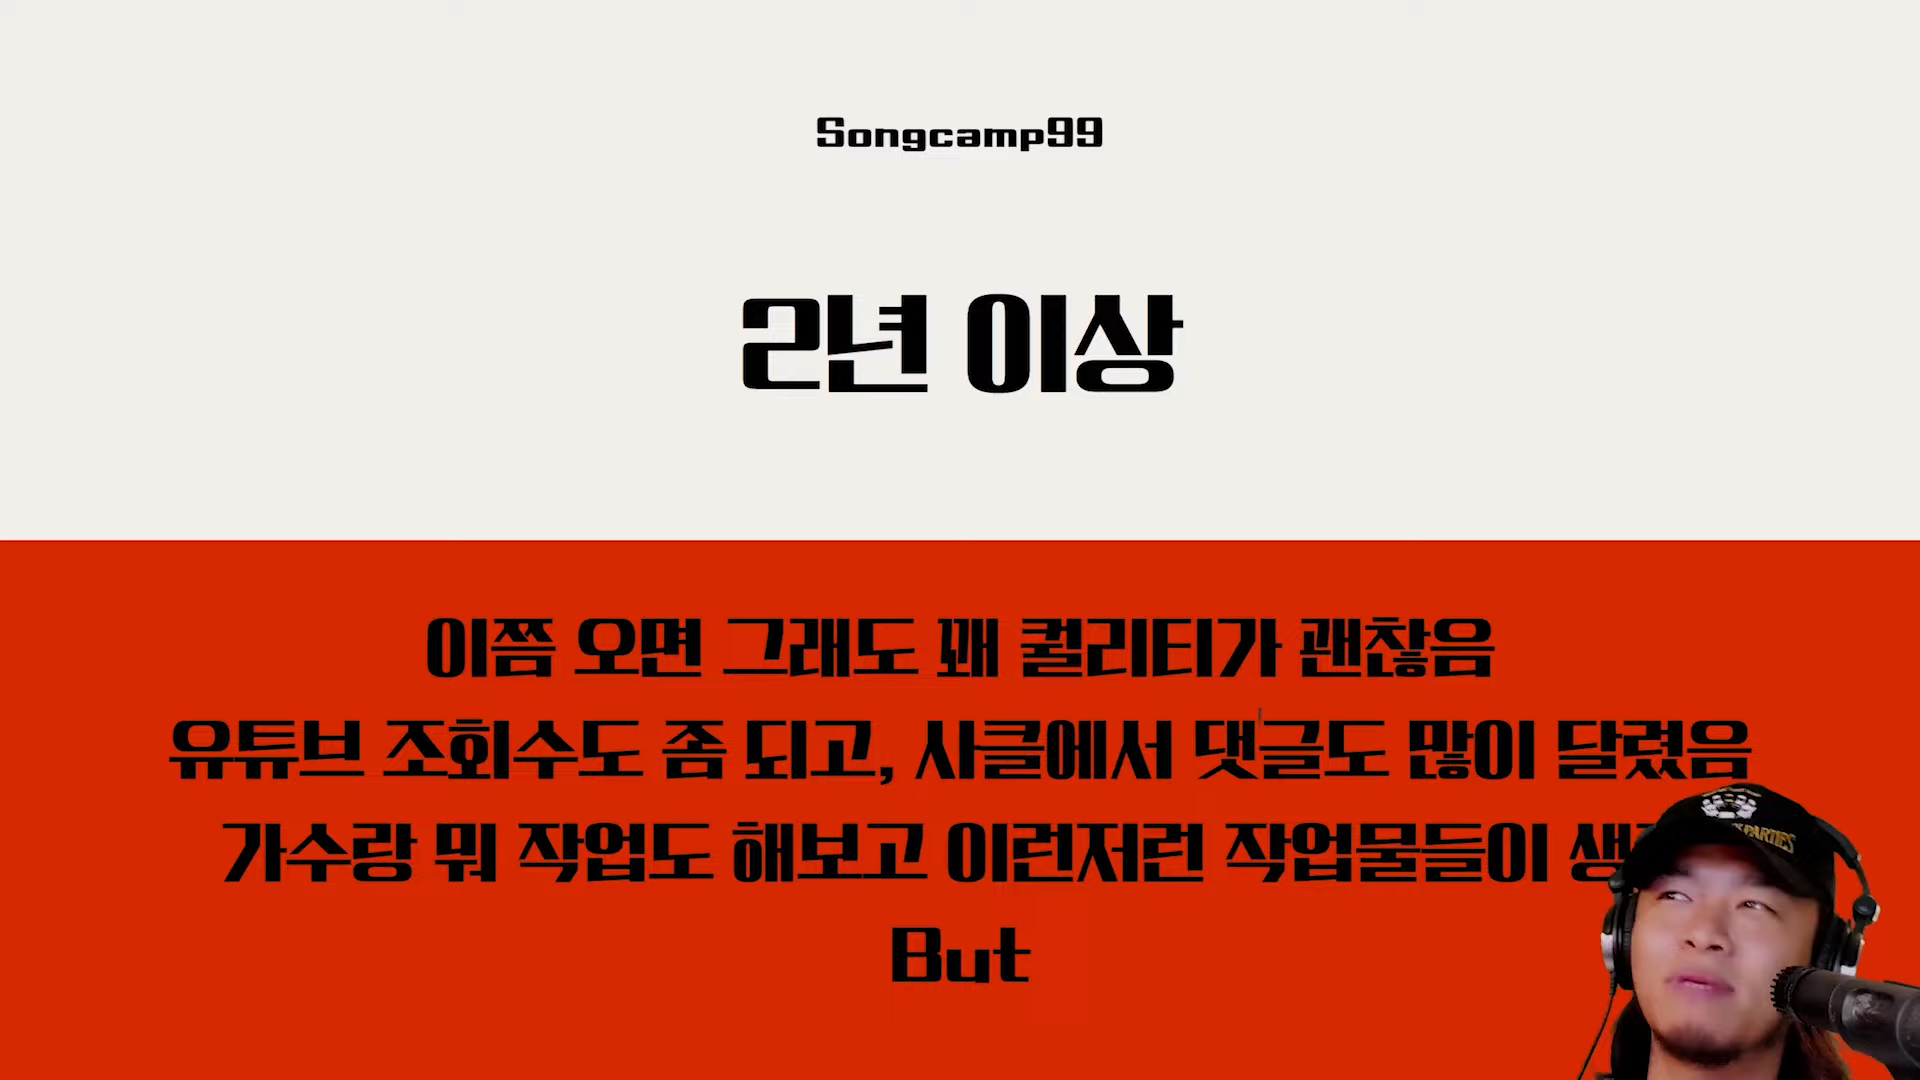 Songcamp99
2년 이상
이쯤 오면 그래도 꽤 퀄리티가 괜찮음
유튜브 조회수도 좀 되고, 사클에서 댓글도 많이 달렸음
가수랑 뭐 작업도 해보고 이런저런 작업물들이
But
PARTIES